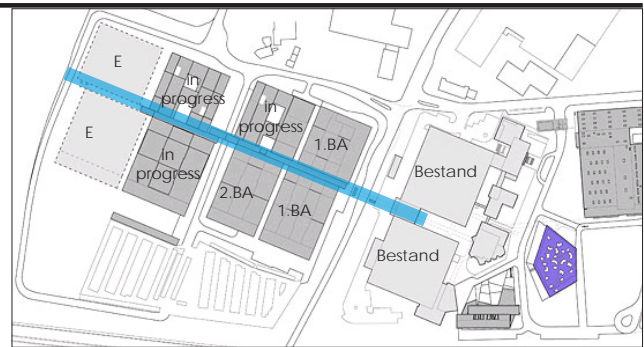 E
in
progress
in
progress
1.BA
E
in
progress
2.BA
1.BA
Bestand
Bestand